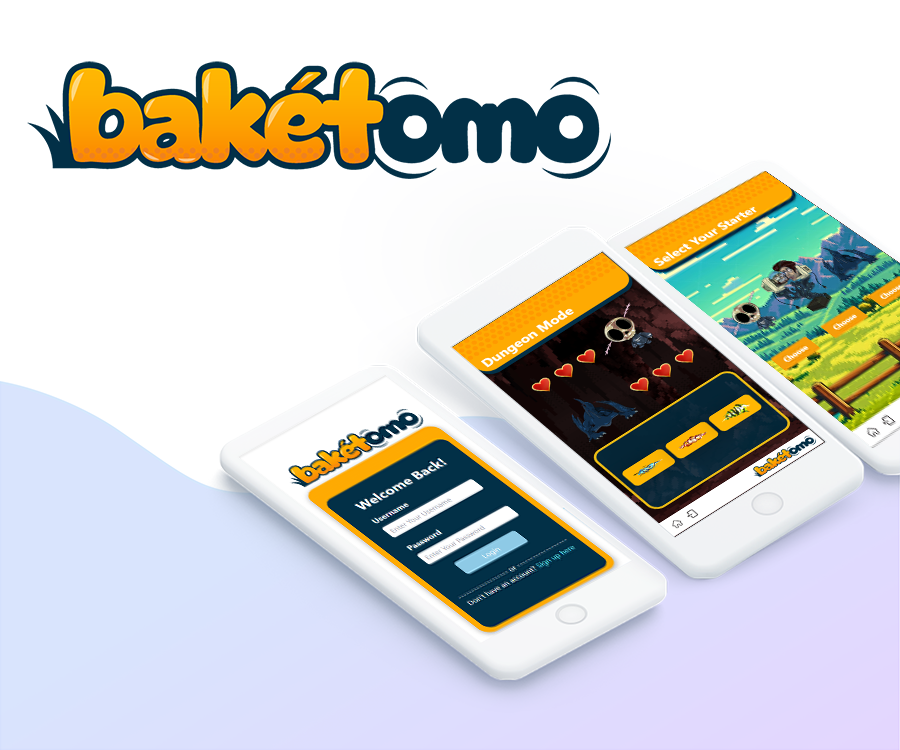 bakétomo
bakétomo
Welcome Back!
Username
Enter Your Username
Password
Enter Your Password
Login
or
Don't have an account? Sign up here
Dungeon Mode
bakétomo
Select Your Starter
Choose
Choose
Choose